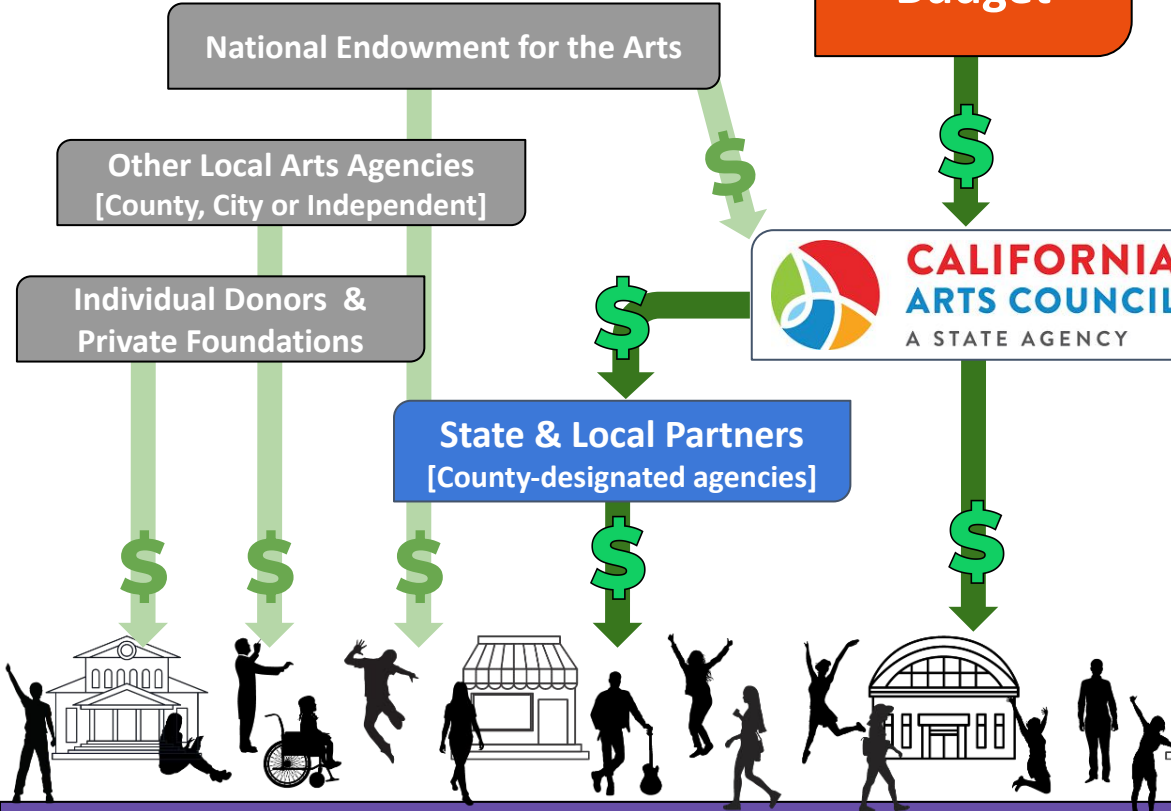 Budget
National Endowment for the Arts
$
$
Other Local Arts Agencies
[County, City or Independent]
CALIFORNIA
ARTS COUNCIL
A STATE AGENCY
Individual Donors &
Private Foundations
$
State & Local Partners
[County-designated agencies]
$
$
$
$
$